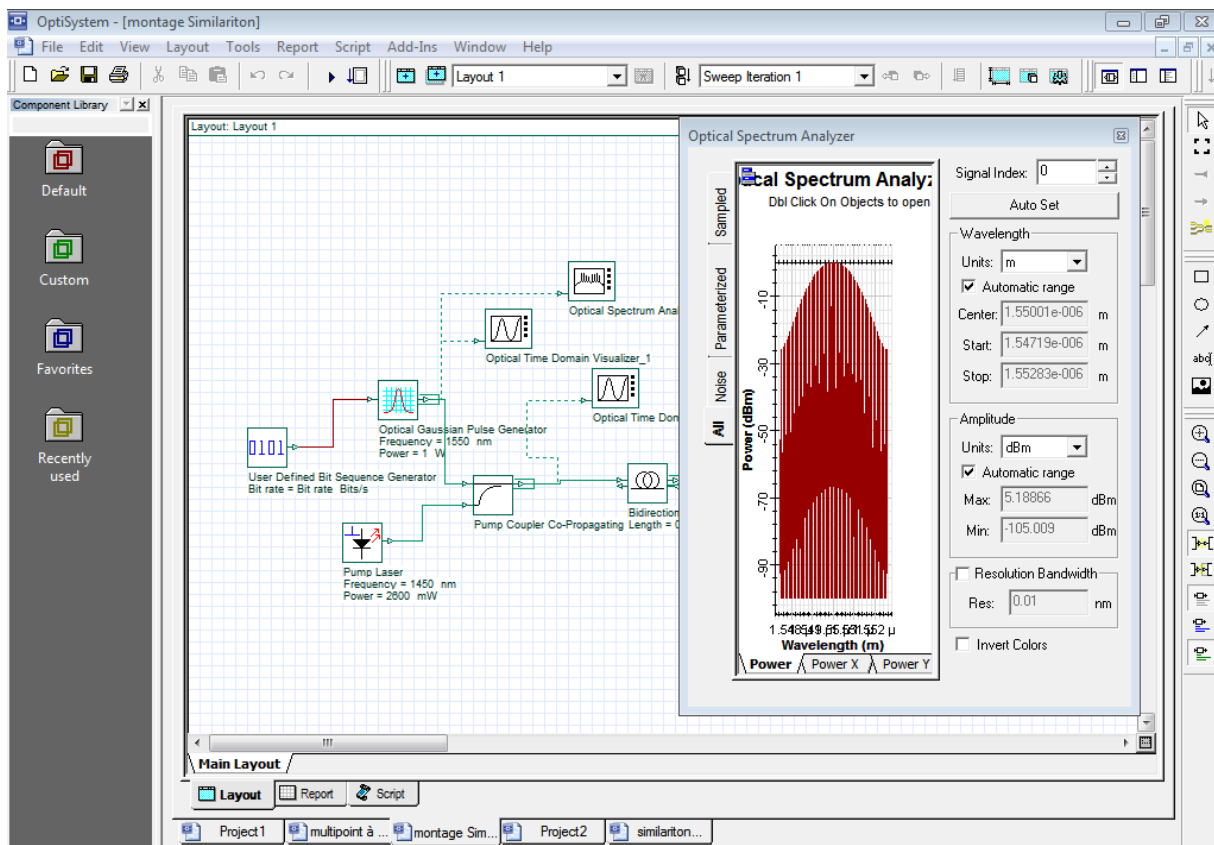 OptiSystem - [montage Similariton]
File Edit View Layout Tools Report Script Add-Ins Window Help
Layout 1
Sweep Iteration 1
Component Library
Default
Custom
Favorites
Recently
used
Layout: Layout 1
Optical Spectrum Anal
Optical Time Domain Visualizer_1
Optical Time Don
Optical Gaussian Pulse Generator
Frequency = 1550 nm
Power = 1 W
0101
User Defined Bit Sequence Generator
Bit rate = Bit rate Bits/s
Pump Coupler Co-Propagating
Bidirection
Length = 0
Pump Laser
Frequency = 1450 nm
Power = 2600 mW
Optical Spectrum Analyzer
Sampled
Parameterized
Noise
All
cal Spectrum Analyz
Dbl Click On Objects to open
Power (dBm)
-10
-30
-50
-70
-90
Wavelength (m)
Power Power X Power Y
Signal Index: 0
Auto Set
Wavelength
Units: m
Automatic range
Center: 1.55001e-006 m
Start: 1.54719e-006 m
Stop: 1.55283e-006 m
Amplitude
Units: dBm
Automatic range
Max: 5.18866 dBm
Min: -105.009 dBm
Resolution Bandwidth
Res: 0.01 nm
Invert Colors
abc
1:1
Main Layout
Layout Report Script
Project1 multipoint à ... montage Sim... Project2 similariton...